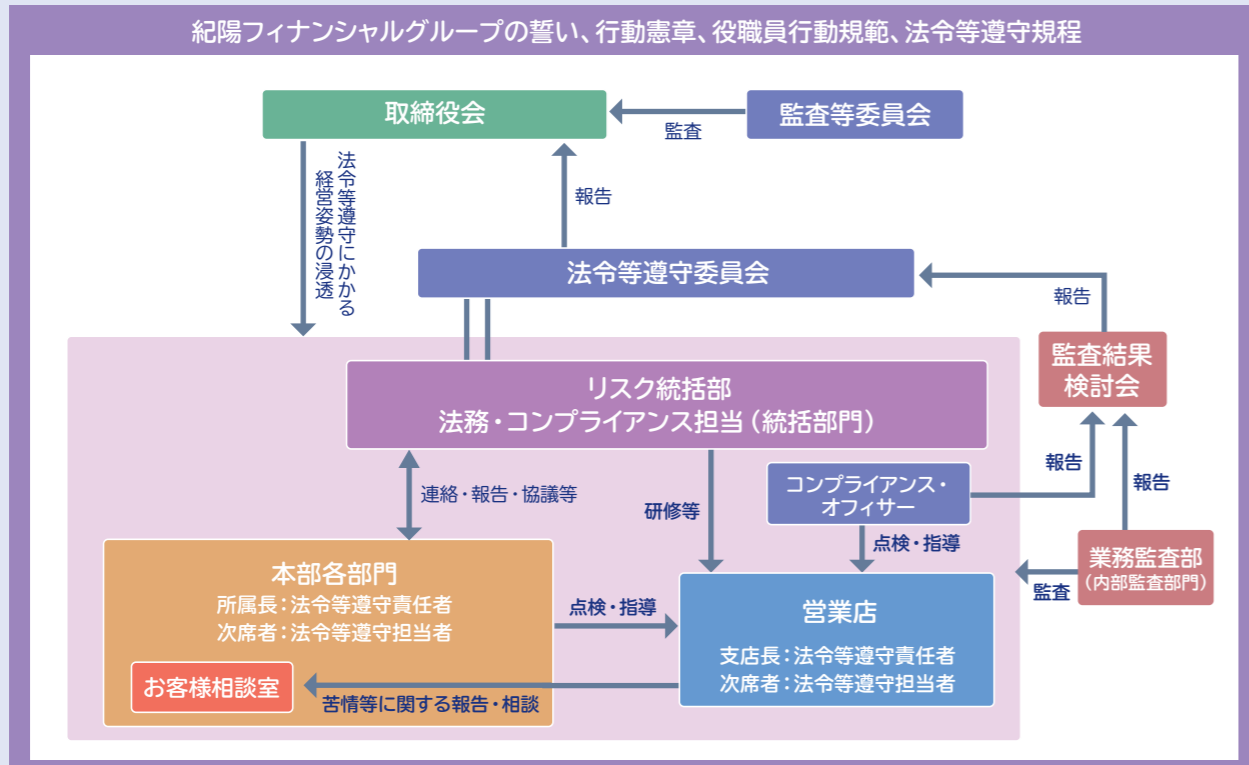 紀陽フィナンシャルグループの誓い、行動憲章、役職員行動規範、法令等遵守規程
取締役会
監査等委員会
監査
法令等遵守にかかる
経営姿勢の浸透
報告
法令等遵守委員会
報告
監査結果
検討会
リスク統括部
法務・コンプライアンス担当（統括部門）
報告
報告
連絡・報告・協議等
研修等
コンプライアンス・
オフィサー
点検・指導
業務監査部
（内部監査部門）
監査
本部各部門
所属長：法令等遵守責任者
次席者：法令等遵守担当者
点検・指導
営業店
支店長：法令等遵守責任者
次席者：法令等遵守担当者
お客様相談室
苦情等に関する報告・相談